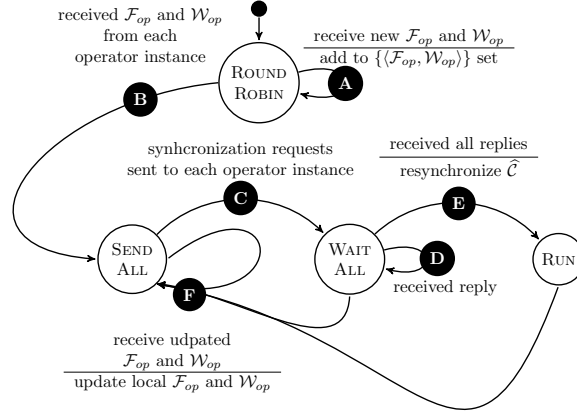 received F_op and W_op
from each
operator instance
receive new F_op and W_op
add to {⟨F_op, W_op⟩} set
ROUND
ROBIN
A
B
synhcronization requests
sent to each operator instance
received all replies
resynchronize Ĉ
C
E
SEND
ALL
WAIT
ALL
D
RUN
received reply
F
receive udpated
F_op and W_op
update local F_op and W_op